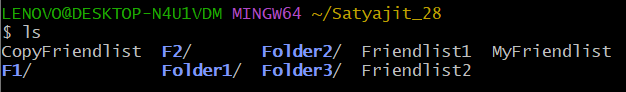 LENOVO@DESKTOP-N4U1VDM MINGW64 ~/Satyajit_28
$ ls
CopyFriendlist  F2/      Folder2/  Friendlist1  MyFriendlist
F1/             Folder1/  Folder3/  Friendlist2